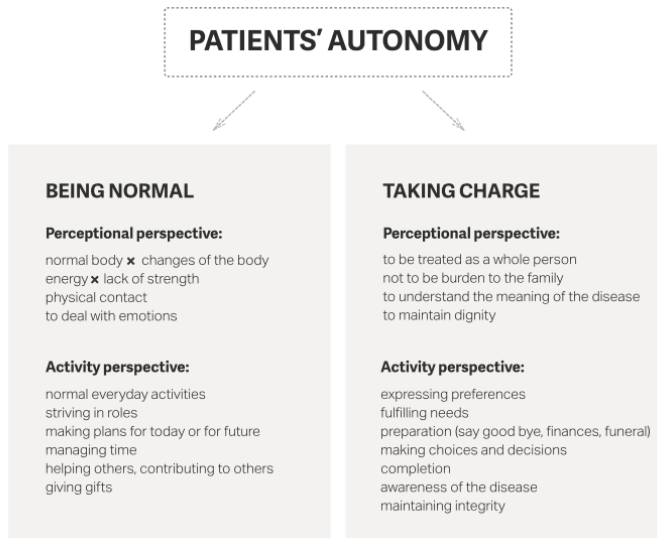 PATIENTS’ AUTONOMY
BEING NORMAL
Perceptional perspective:
normal body × changes of the body
energy × lack of strength
physical contact
to deal with emotions
Activity perspective:
normal everyday activities
striving in roles
making plans for today or for future
managing time
helping others, contributing to others
giving gifts
TAKING CHARGE
Perceptional perspective:
to be treated as a whole person
not to be burden to the family
to understand the meaning of the disease
to maintain dignity
Activity perspective:
expressing preferences
fulfilling needs
preparation (say good bye, finances, funeral)
making choices and decisions
completion
awareness of the disease
maintaining integrity